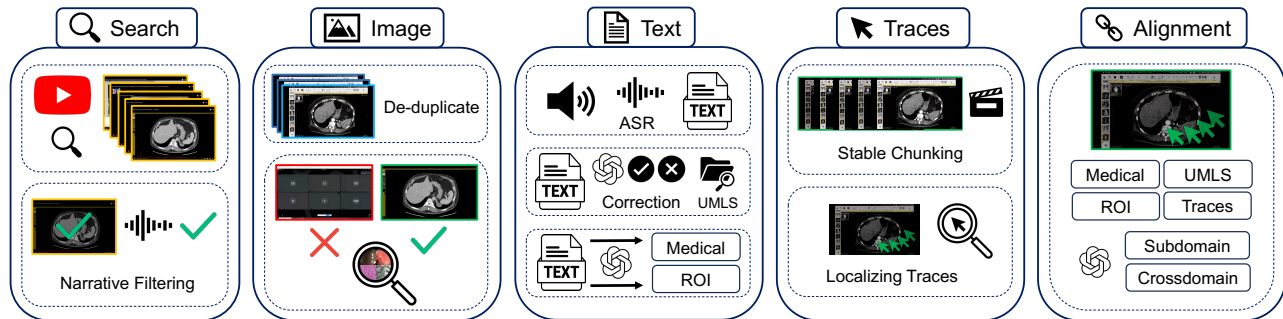 Search
Narrative Filtering
Image
De-duplicate
Text
ASR
TEXT
TEXT
Correction
UMLS
TEXT
Medical
ROI
Traces
Stable Chunking
Localizing Traces
Alignment
Medical
UMLS
ROI
Traces
Subdomain
Crossdomain